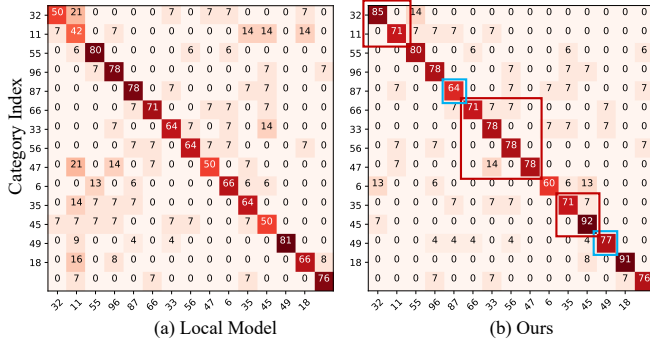 Category Index
32 50 21 0 0 0 0 7 0 7 7 0 0 0 0 0
11 7 42 0 0 7 0 0 0 0 0 14 14 0 14 0
55 0 6 80 0 0 0 6 0 0 6 0 0 0 0 0
96 0 0 7 78 0 0 0 0 0 0 0 0 0 0 7
87 0 0 0 0 78 0 7 0 0 7 0 7 0 0 0
66 0 0 0 0 7 71 0 7 7 0 0 7 0 0 0
33 0 0 0 7 0 0 64 0 7 0 0 14 0 0 0
56 0 0 0 0 7 7 0 64 7 7 0 0 0 0 0
47 0 21 0 14 0 0 7 0 50 0 0 7 0 0 0
6 0 0 13 0 6 0 0 0 0 66 6 6 0 0 0
35 0 14 7 7 7 0 0 0 0 0 64 0 0 0 0
45 7 7 7 0 7 0 7 7 0 0 0 50 0 0 0
49 0 9 0 0 4 0 4 0 0 0 0 0 81 0 0
18 0 16 0 8 0 0 0 0 0 0 0 0 0 66 8
0 7 0 0 0 7 0 0 0 0 7 0 0 0 76
32 11 55 96 87 66 33 56 47 6 35 45 49 18
(a) Local Model
32 85 0 14 0 0 0 0 0 0 0 0 0 0 0 0
11 0 71 7 7 7 0 7 7 0 0 0 0 0 0 0
55 0 0 80 0 0 0 0 6 0 0 6 0 0 0 6
96 0 7 0 78 0 0 7 0 0 0 0 0 0 0 7
87 0 7 0 0 64 0 7 7 0 0 7 7 0 0 0
66 0 0 0 0 7 71 7 7 7 0 0 0 0 0 0
33 0 0 0 7 0 0 78 0 0 0 7 7 0 0 0
56 0 7 0 0 7 0 0 78 0 0 0 0 0 0 7
47 0 7 0 0 0 0 14 0 78 0 0 0 0 0 0
6 13 0 0 6 0 0 0 0 0 60 6 13 0 0 0
35 0 7 0 0 7 0 7 7 0 0 71 7 0 0 0
45 0 0 0 0 0 0 7 0 0 0 0 92 0 0 0
49 0 0 4 4 4 0 4 0 0 0 0 4 77 0 0
18 0 0 0 0 0 0 0 0 0 0 0 8 0 91 0
0 0 0 7 0 0 7 0 0 0 7 0 0 0 76
32 11 55 96 87 66 33 56 47 6 35 45 49 18
(b) Ours